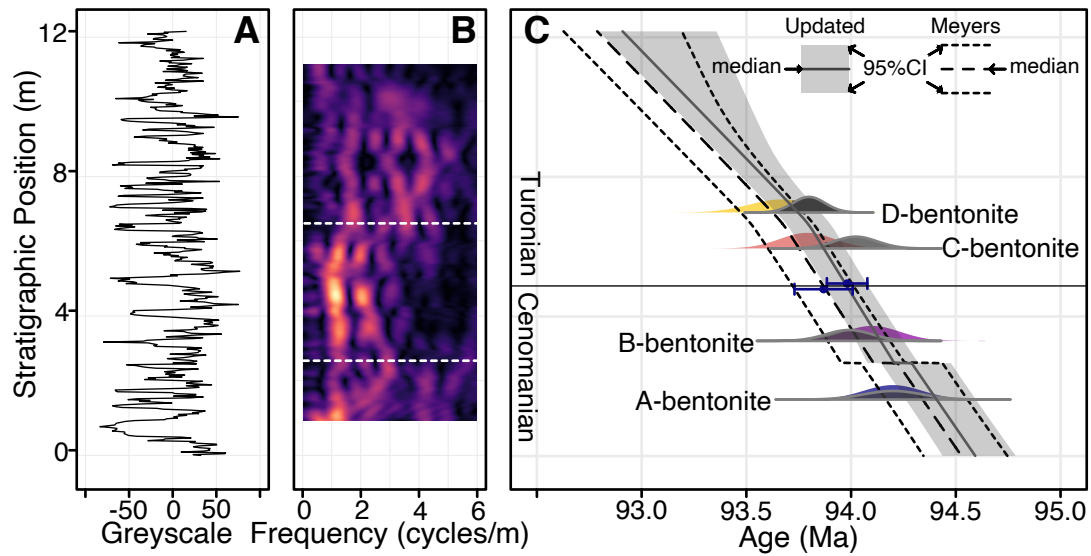 A
B
C
Updated
Meyers
median
95%CI
median
12
8
4
0
Stratigraphic Position (m)
Turonian
Cenomanian
D-bentonite
C-bentonite
B-bentonite
A-bentonite
-50
0
50
0
2
4
6
93.0
93.5
94.0
94.5
95.0
Greyscale
Frequency (cycles/m)
Age (Ma)